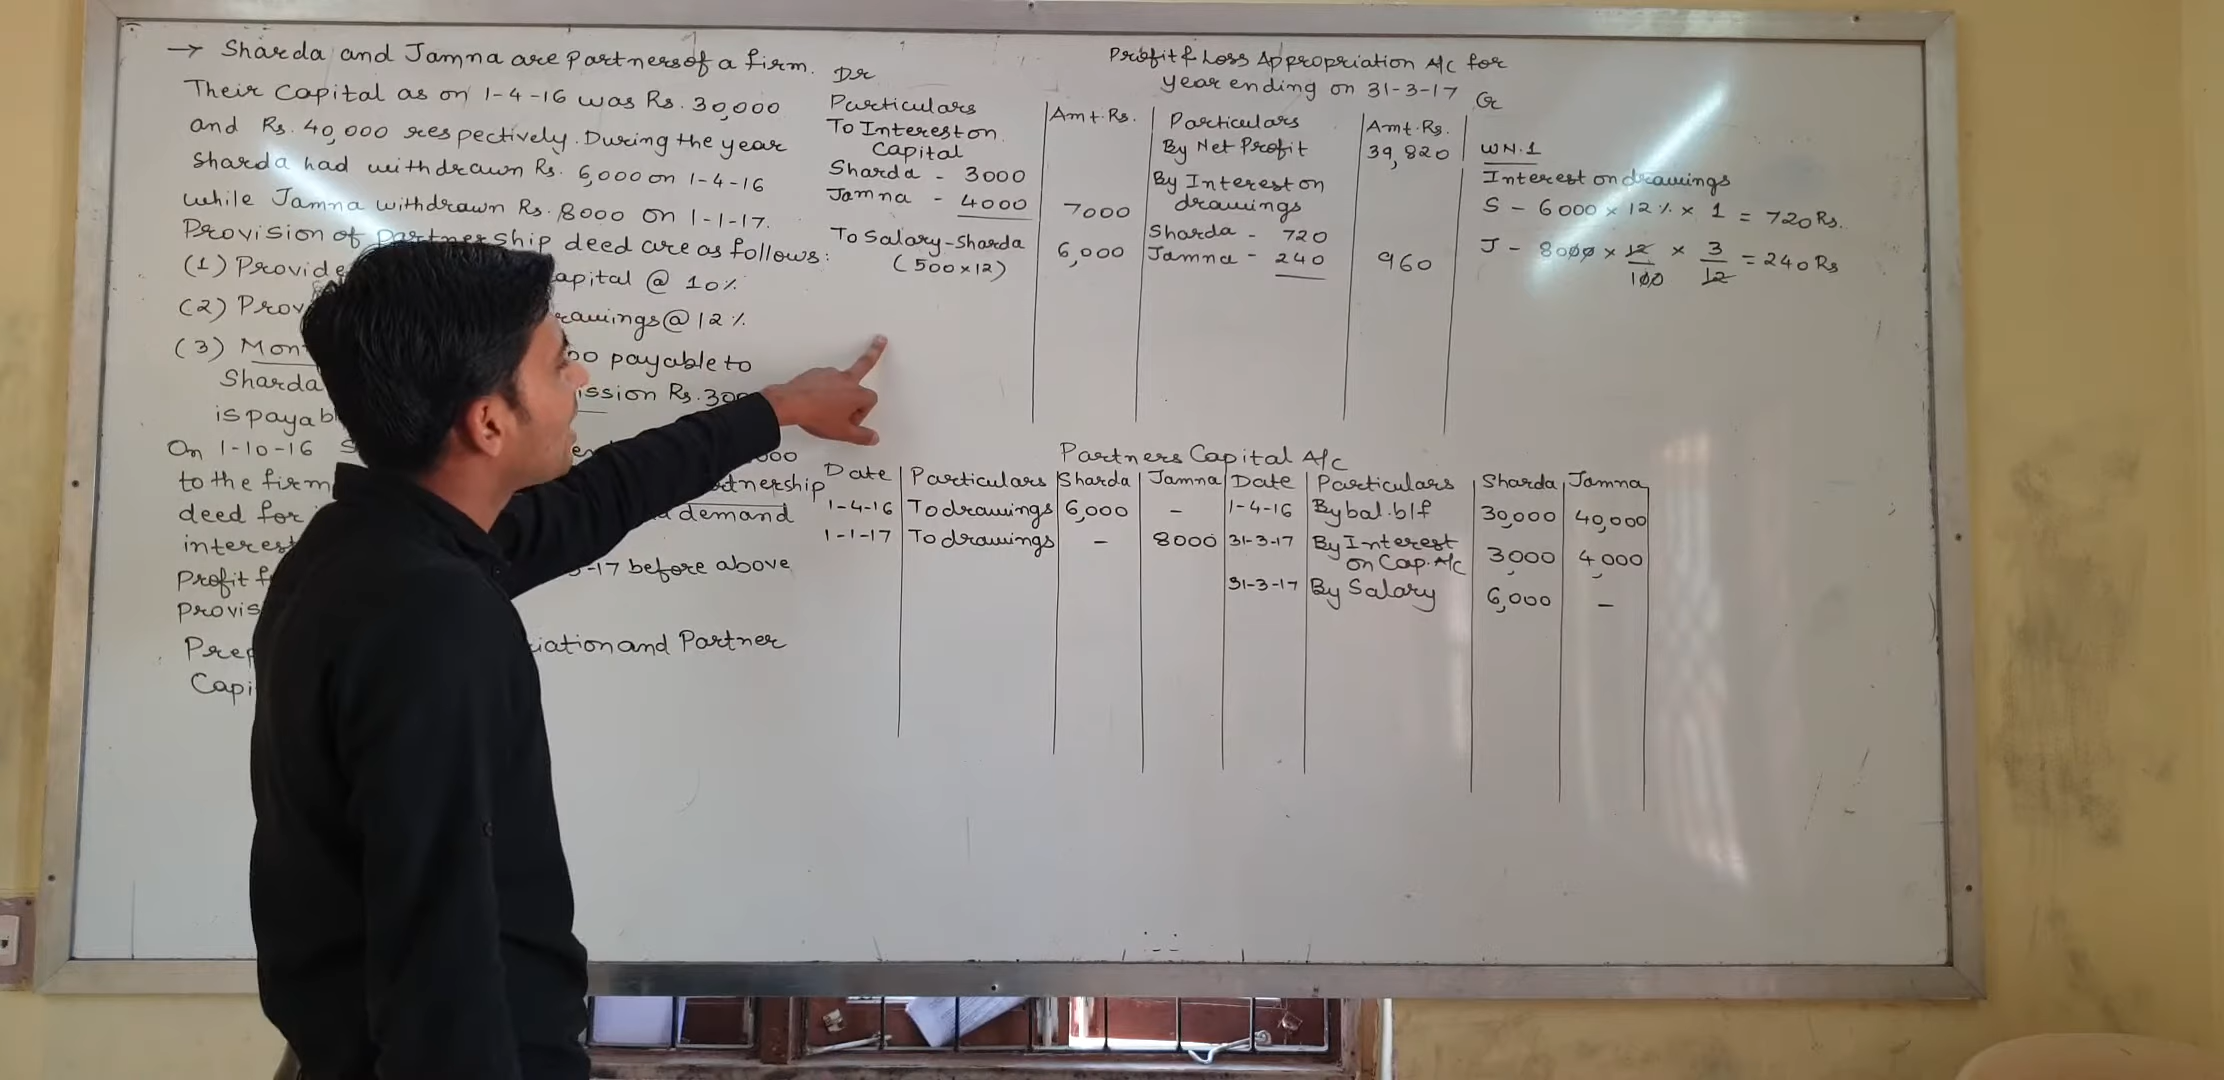 → Sharda and Jamna are Partners of a firm.
Their Capital as on 1-4-16 was Rs. 30,000
and Rs. 40,000 respectively. During the year
Sharda had withdrawn Rs. 6,000 on 1-4-16
while Jamna withdrawn Rs. 8000 on 1-1-17.
Provision of partnership deed are as follows:
(1) Provide apital @ 10%
(2) Prov rawings @ 12%
(3) Mon 00 payable to
Sharda ission Rs. 300
is payab
On 1-10-16 S 000
to the firm rtnership
deed for demand
interest
Profit f -17 before above
provis
Prep iation and Partner
Capi
Profit & Loss Appropriation A/c for
year ending on 31-3-17
Dr Cr
Particulars Amt. Rs. Particulars Amt. Rs.
To Interest on By Net Profit 39,820
Capital
Sharda - 3000 By Interest on
Jamna - 4000 7000 drawings
To Salary - Sharda 6,000 Sharda - 720
(500 x 12) Jamna - 240 960
WN.1
Interest on drawings
S - 6000 x 12% x 1 = 720 Rs.
J - 8000 x 12/100 x 3/12 = 240 Rs
Partners Capital A/c
Date Particulars Sharda Jamna Date Particulars Sharda Jamna
1-4-16 To drawings 6,000 - 1-4-16 By bal. b/f 30,000 40,000
1-1-17 To drawings - 8000 31-3-17 By Interest 3,000 4,000
on Cap. A/c
31-3-17 By Salary 6,000 -